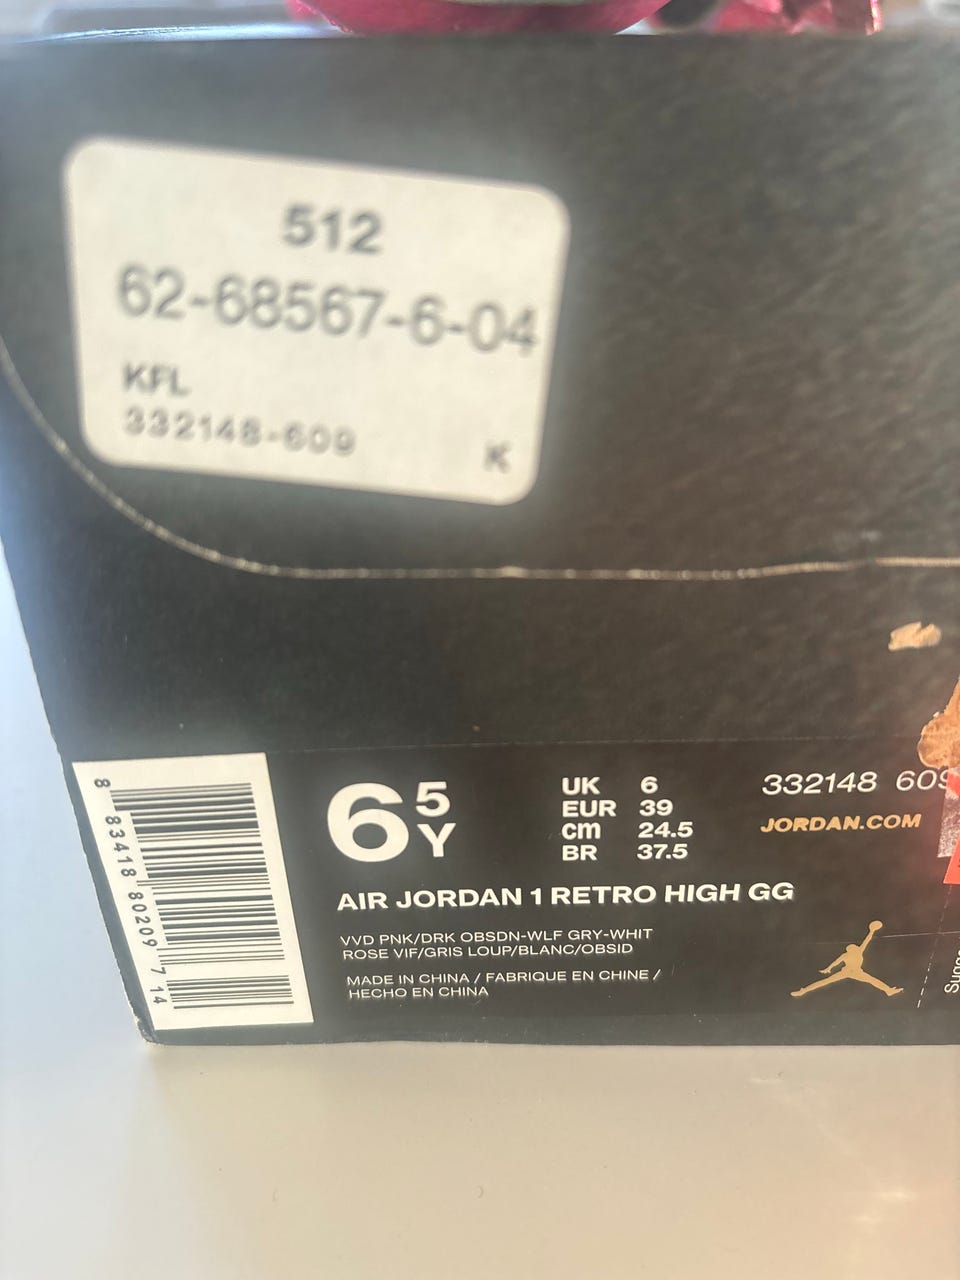 512
62-68567-6-04
KFL
332148-609 K
8 83418 80209 7 14
6 5 Y
UK 6
EUR 39
cm 24.5
BR 37.5
332148 609
JORDAN.COM
AIR JORDAN 1 RETRO HIGH GG
VVD PNK/DRK OBSDN-WLF GRY-WHIT
ROSE VIF/GRIS LOUP/BLANC/OBSID
MADE IN CHINA / FABRIQUE EN CHINE /
HECHO EN CHINA